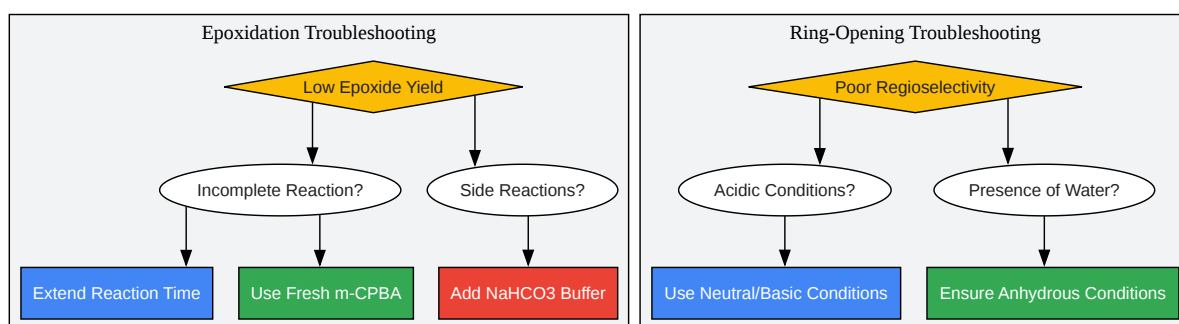 Epoxidation Troubleshooting
Low Epoxide Yield
Incomplete Reaction?
Side Reactions?
Extend Reaction Time
Use Fresh m-CPBA
Add NaHCO3 Buffer
Ring-Opening Troubleshooting
Poor Regioselectivity
Acidic Conditions?
Presence of Water?
Use Neutral/Basic Conditions
Ensure Anhydrous Conditions